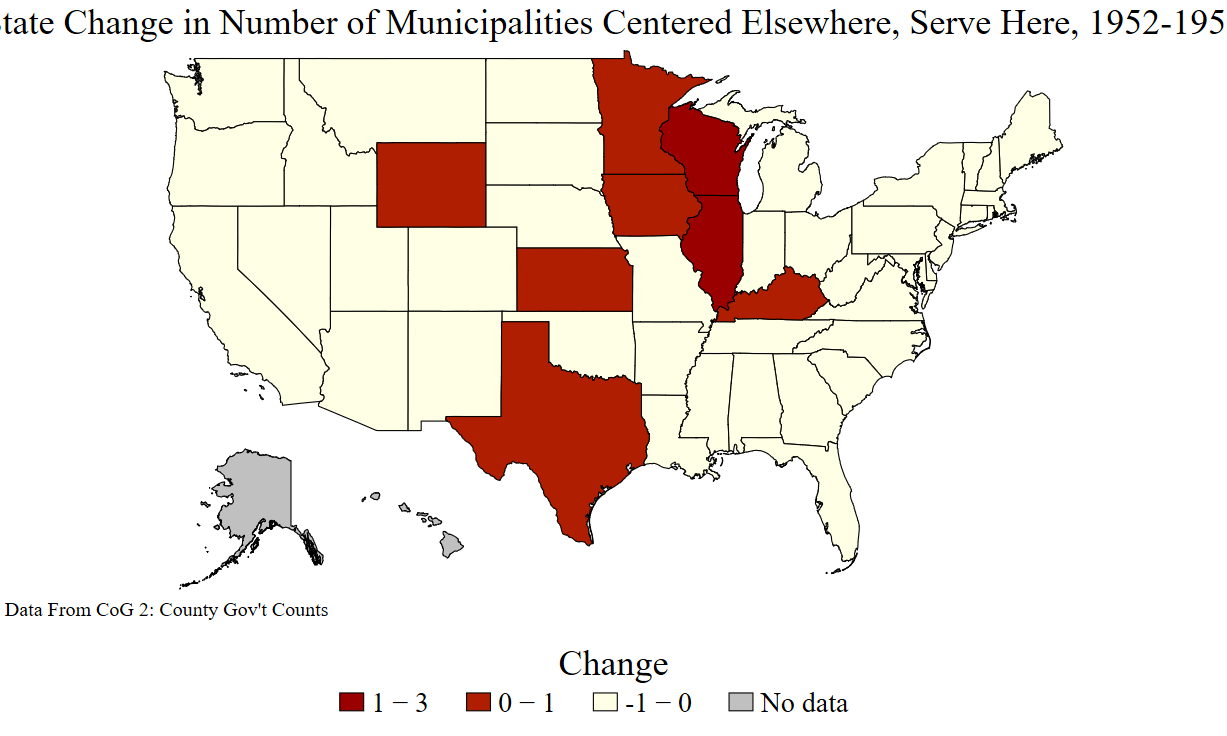 tate Change in Number of Municipalities Centered Elsewhere, Serve Here, 1952-195
Data From CoG 2: County Gov't Counts
Change
1 − 3 0 − 1 -1 − 0 No data